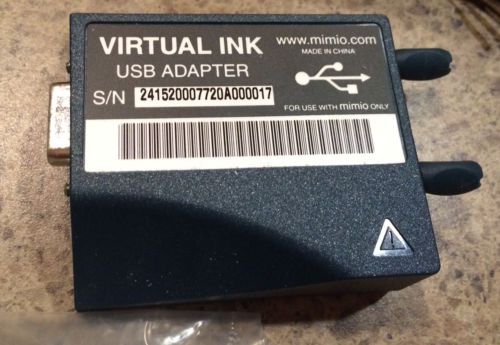 VIRTUAL INK www.mimio.com
MADE IN CHINA
USB ADAPTER
S/N 241520007720A000017
FOR USE WITH mimio ONLY